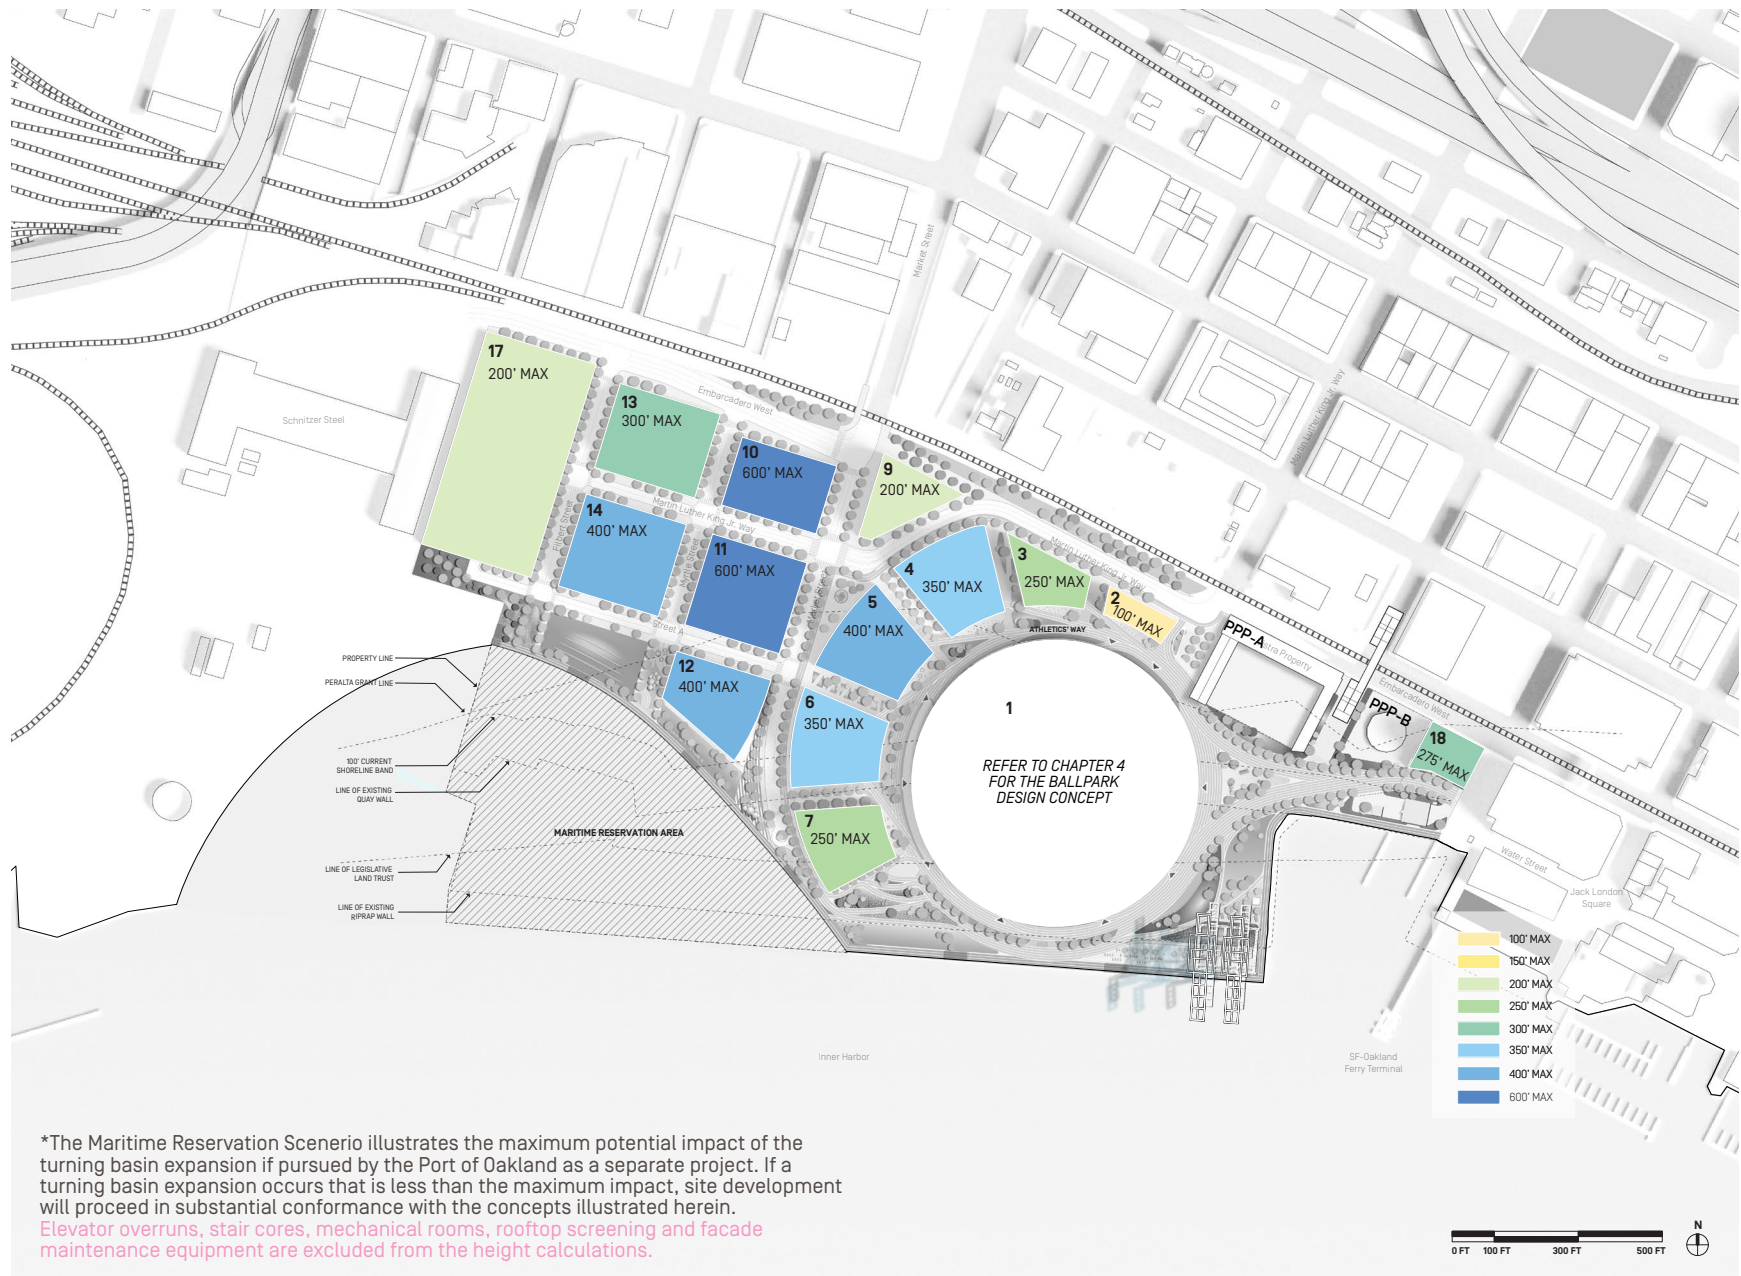 Market Street
Martin Luther King Jr. Way
Schnitzer Steel
Embarcadero West
17
200' MAX
13
300' MAX
10
600' MAX
9
200' MAX
Martin Luther King Jr. Way
14
400' MAX
Filbert Street
11
600' MAX
Martin Luther King Jr. Way
4
350' MAX
3
250' MAX
2
100' MAX
5
400' MAX
Street A
ATHLETICS' WAY
PPP-A
12
400' MAX
6
350' MAX
1
REFER TO CHAPTER 4
FOR THE BALLPARK
DESIGN CONCEPT
7
250' MAX
Embarcadero West
PPP-B
18
275' MAX
PROPERTY LINE
PERALTA GRANT LINE
100' CURRENT
SHORELINE BAND
LINE OF EXISTING
QUAY WALL
MARITIME RESERVATION AREA
LINE OF LEGISLATIVE
LAND TRUST
LINE OF EXISTING
RIPRAP WALL
Water Street
Jack London
Square
Inner Harbor
SF-Oakland
Ferry Terminal
100' MAX
150' MAX
200' MAX
250' MAX
300' MAX
350' MAX
400' MAX
600' MAX
*The Maritime Reservation Scenerio illustrates the maximum potential impact of the
turning basin expansion if pursued by the Port of Oakland as a separate project. If a
turning basin expansion occurs that is less than the maximum impact, site development
will proceed in substantial conformance with the concepts illustrated herein.
Elevator overruns, stair cores, mechanical rooms, rooftop screening and facade
maintenance equipment are excluded from the height calculations.
0 FT 100 FT 300 FT 500 FT
N